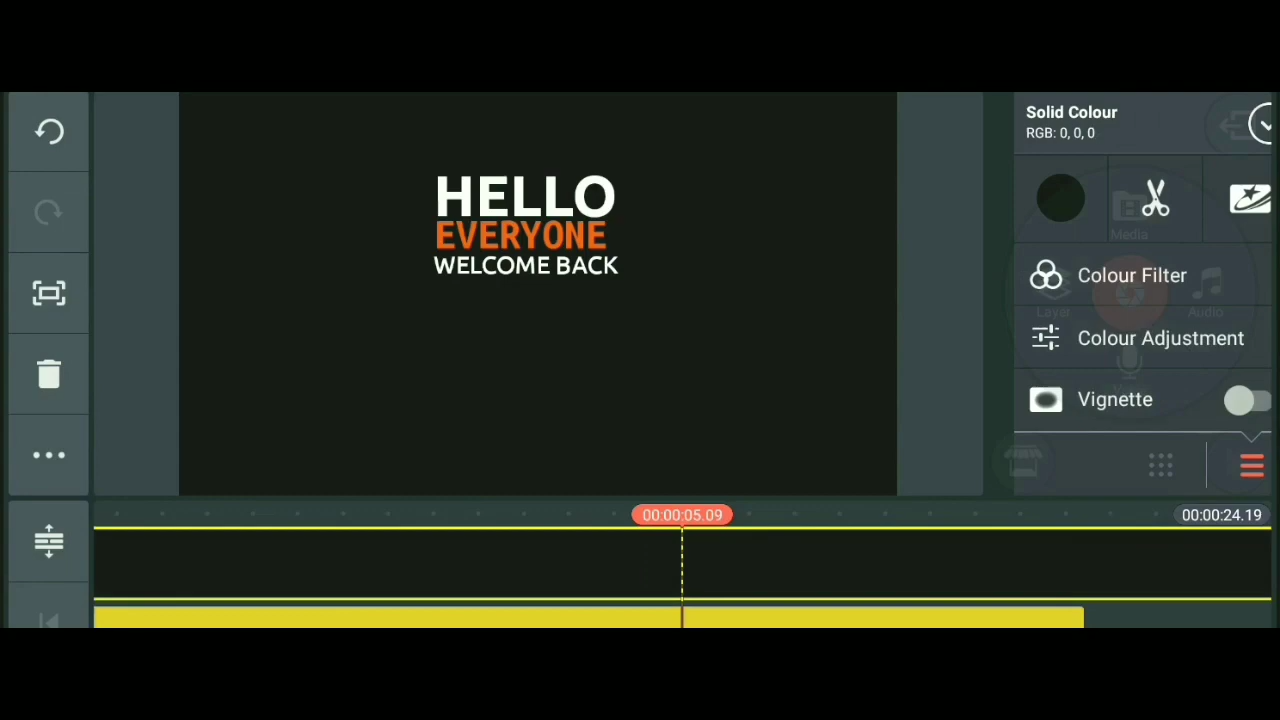 Solid Colour
RGB: 0, 0, 0
HELLO
EVERYONE
WELCOME BACK
Media
Colour Filter
Layer
Audio
Colour Adjustment
Vignette
00:00:05.09
00:00:24.19